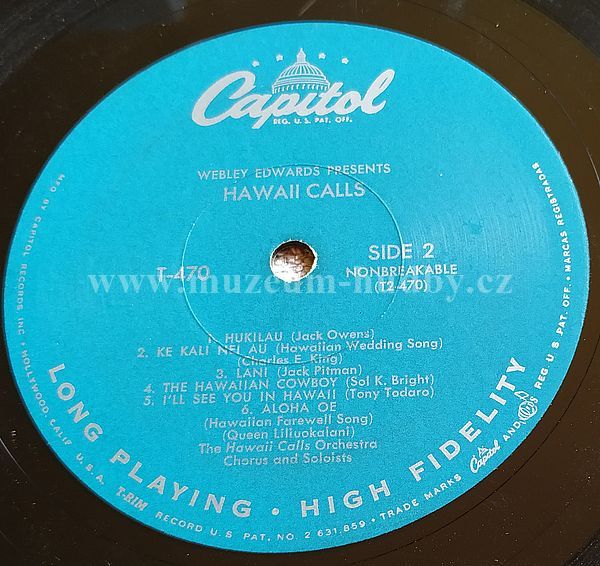 Capitol
REG. U.S. PAT. OFF.
WEBLEY EDWARDS PRESENTS
HAWAII CALLS
T-470
SIDE 2
NONBREAKABLE
(T2-470)
www.muzeum-hudby.cz
1. HUKILAU (Jack Owens)
2. KE KALI NEI AU (Hawaiian Wedding Song)
(Charles E. King)
3. LANI (Jack Pitman)
4. THE HAWAIIAN COWBOY (Sol K. Bright)
5. I'LL SEE YOU IN HAWAII (Tony Todaro)
6. ALOHA OE
(Hawaiian Farewell Song)
(Queen Liliuokalani)
The Hawaii Calls Orchestra
Chorus and Soloists
LONG PLAYING • HIGH FIDELITY
MFG. BY CAPITOL RECORDS, INC. • HOLLYWOOD, CALIF. U.S.A. T-RIM RECORD U.S. PAT. NO. 2,631,859 • TRADE MARKS Capitol AND REG. U.S. PAT. OFF. • MARCAS REGISTRADAS